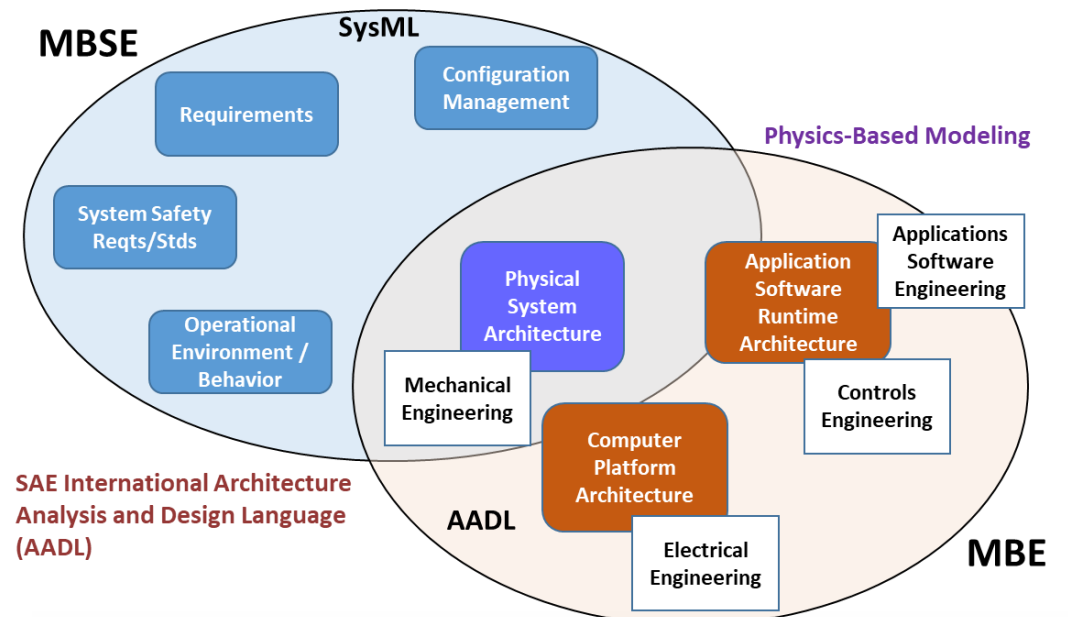 MBSE
SysML
Requirements
Configuration
Management
Physics-Based Modeling
System Safety
Reqts/Stds
Applications
Software
Engineering
Physical
System
Architecture
Application
Software
Runtime
Architecture
Operational
Environment /
Behavior
Mechanical
Engineering
Controls
Engineering
Computer
Platform
Architecture
SAE International Architecture
Analysis and Design Language
(AADL)
AADL
Electrical
Engineering
MBE